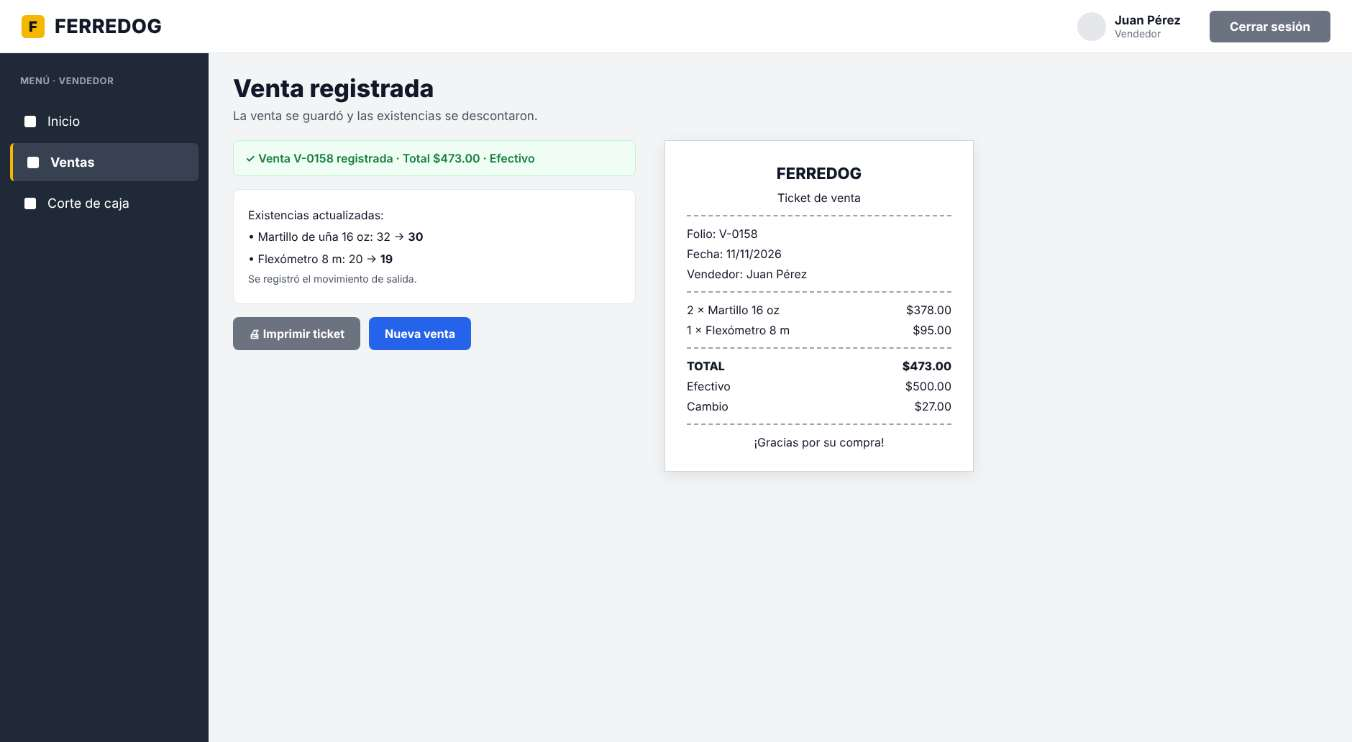 F FERREDOG
Juan Pérez
Vendedor
Cerrar sesión
MENÚ · VENDEDOR
Inicio
Ventas
Corte de caja
Venta registrada
La venta se guardó y las existencias se descontaron.
✓ Venta V-0158 registrada · Total $473.00 · Efectivo
Existencias actualizadas:
• Martillo de uña 16 oz: 32 → 30
• Flexómetro 8 m: 20 → 19
Se registró el movimiento de salida.
🖨 Imprimir ticket
Nueva venta
FERREDOG
Ticket de venta
Folio: V-0158
Fecha: 11/11/2026
Vendedor: Juan Pérez
2 × Martillo 16 oz $378.00
1 × Flexómetro 8 m $95.00
TOTAL $473.00
Efectivo $500.00
Cambio $27.00
¡Gracias por su compra!